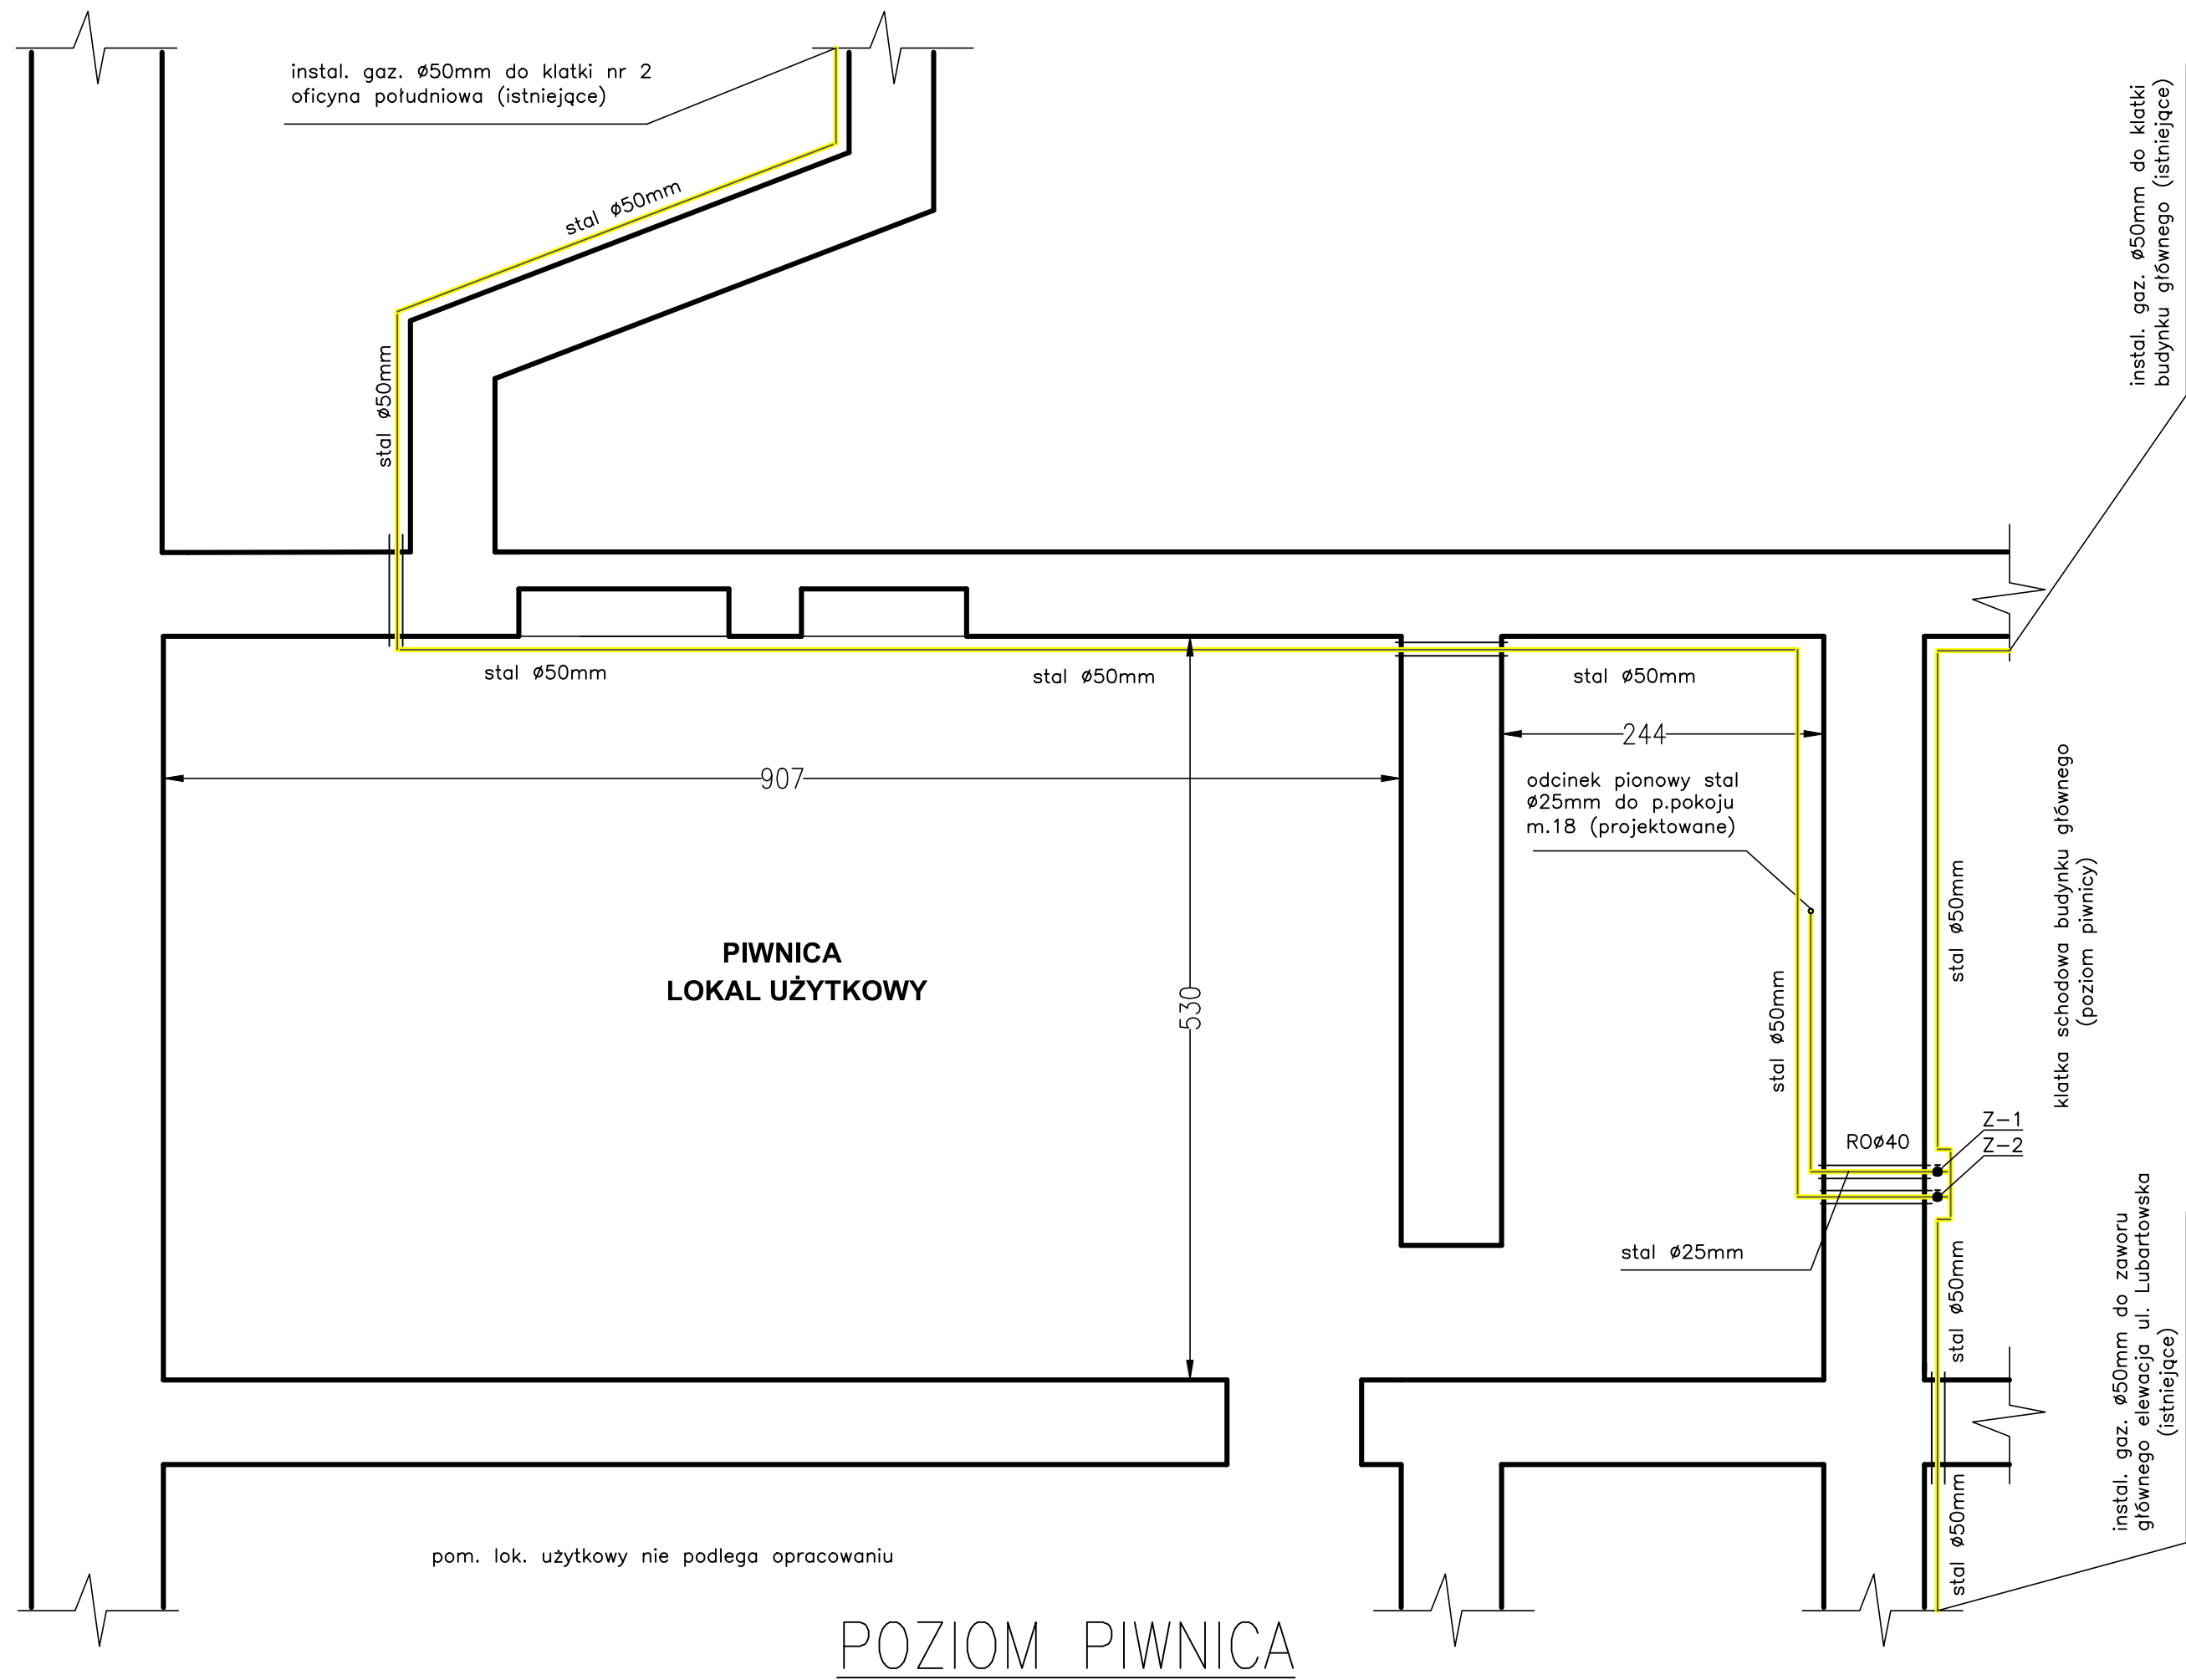 instal. gaz. ø50mm do klatki nr 2
oficyna południowa (istniejące)
instal. gaz. ø50mm do klatki
budynku głównego (istniejące)
stal ø50mm
stal ø50mm
stal ø50mm
stal ø50mm
stal ø50mm
244
907
odcinek pionowy stal
ø25mm do p.pokoju
m.18 (projektowane)
klatka schodowa budynku głównego
(poziom piwnicy)
stal ø50mm
PIWNICA
LOKAL UŻYTKOWY
530
stal ø50mm
ROø40
Z-1
Z-2
stal ø25mm
stal ø50mm
instal. gaz. ø50mm do zaworu
głównego elewacja ul. Lubartowska
(istniejące)
stal ø50mm
pom. lok. użytkowy nie podlega opracowaniu
POZIOM PIWNICA